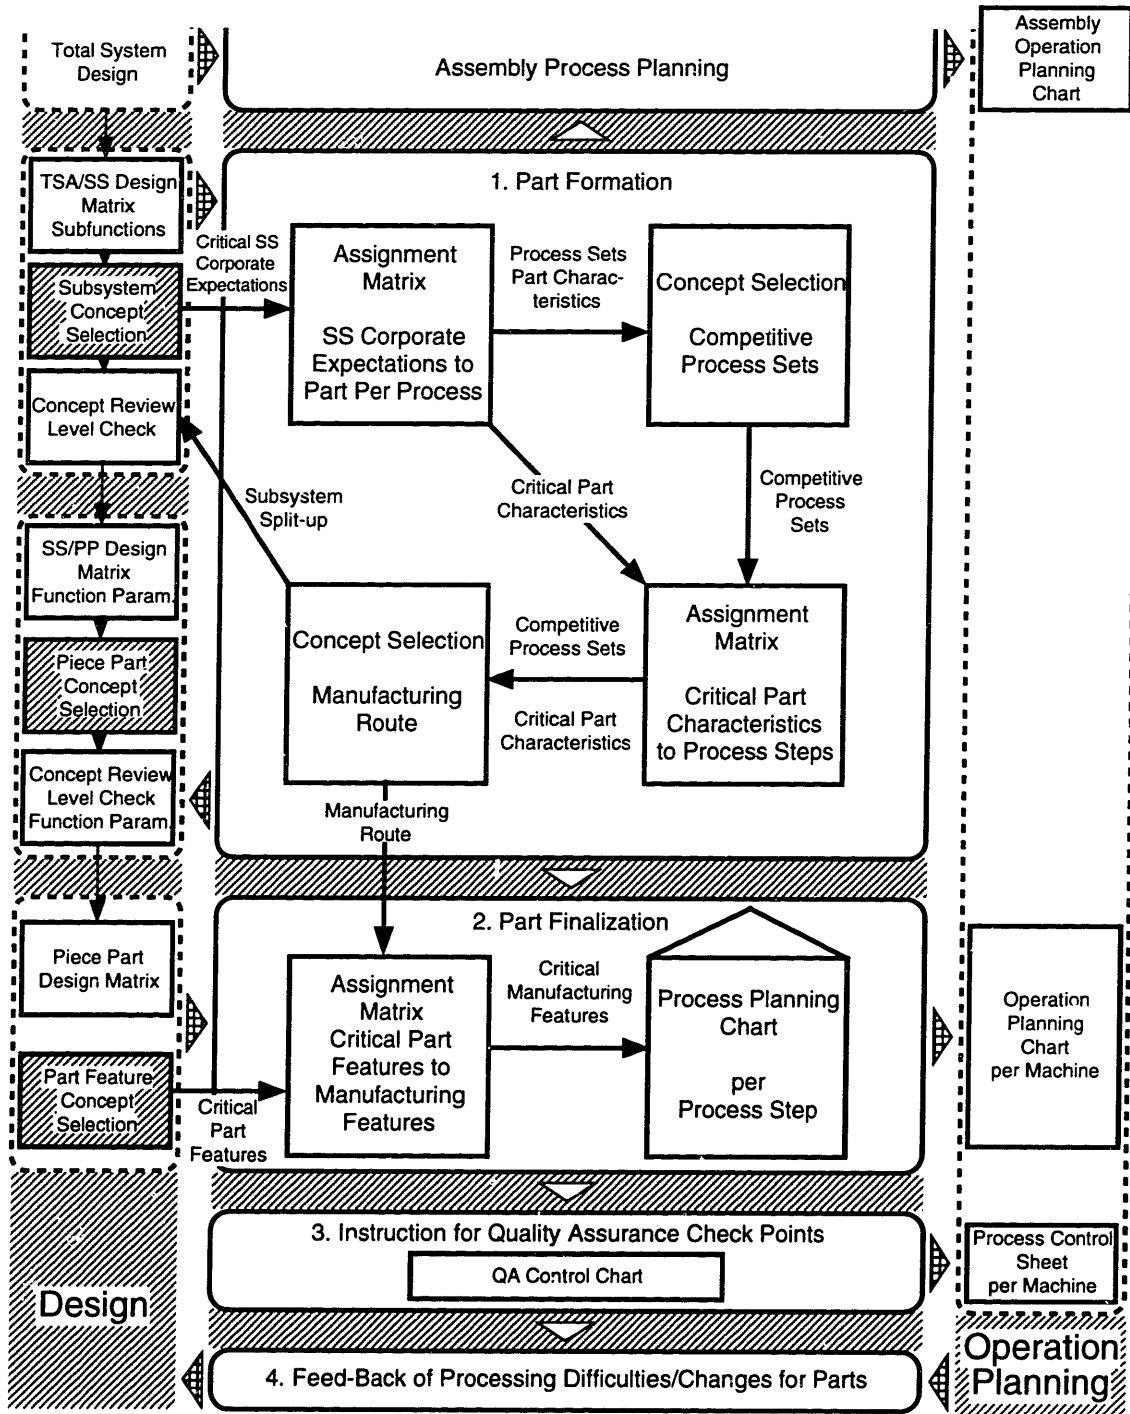 Total System
Design
Assembly Process Planning
Assembly
Operation
Planning
Chart
TSA/SS Design
Matrix
Subfunctions
Subsystem
Concept
Selection
Concept Review
Level Check
Critical SS
Corporate
Expectations
1. Part Formation
Assignment
Matrix
SS Corporate
Expectations to
Part Per Process
Process Sets
Part Charac-
teristics
Concept Selection
Competitive
Process Sets
Subsystem
Split-up
Critical Part
Characteristics
Competitive
Process
Sets
SS/PP Design
Matrix
Function Param.
Piece Part
Concept
Selection
Concept Review
Level Check
Function Param.
Concept Selection
Manufacturing
Route
Competitive
Process Sets
Critical Part
Characteristics
Assignment
Matrix
Critical Part
Characteristics
to Process Steps
Manufacturing
Route
2. Part Finalization
Piece Part
Design Matrix
Part Feature
Concept
Selection
Critical
Part
Features
Assignment
Matrix
Critical Part
Features to
Manufacturing
Features
Critical
Manufacturing
Features
Process Planning
Chart
per
Process Step
Operation
Planning
Chart
per Machine
3. Instruction for Quality Assurance Check Points
QA Control Chart
Process Control
Sheet
per Machine
Design
4. Feed-Back of Processing Difficulties/Changes for Parts
Operation
Planning